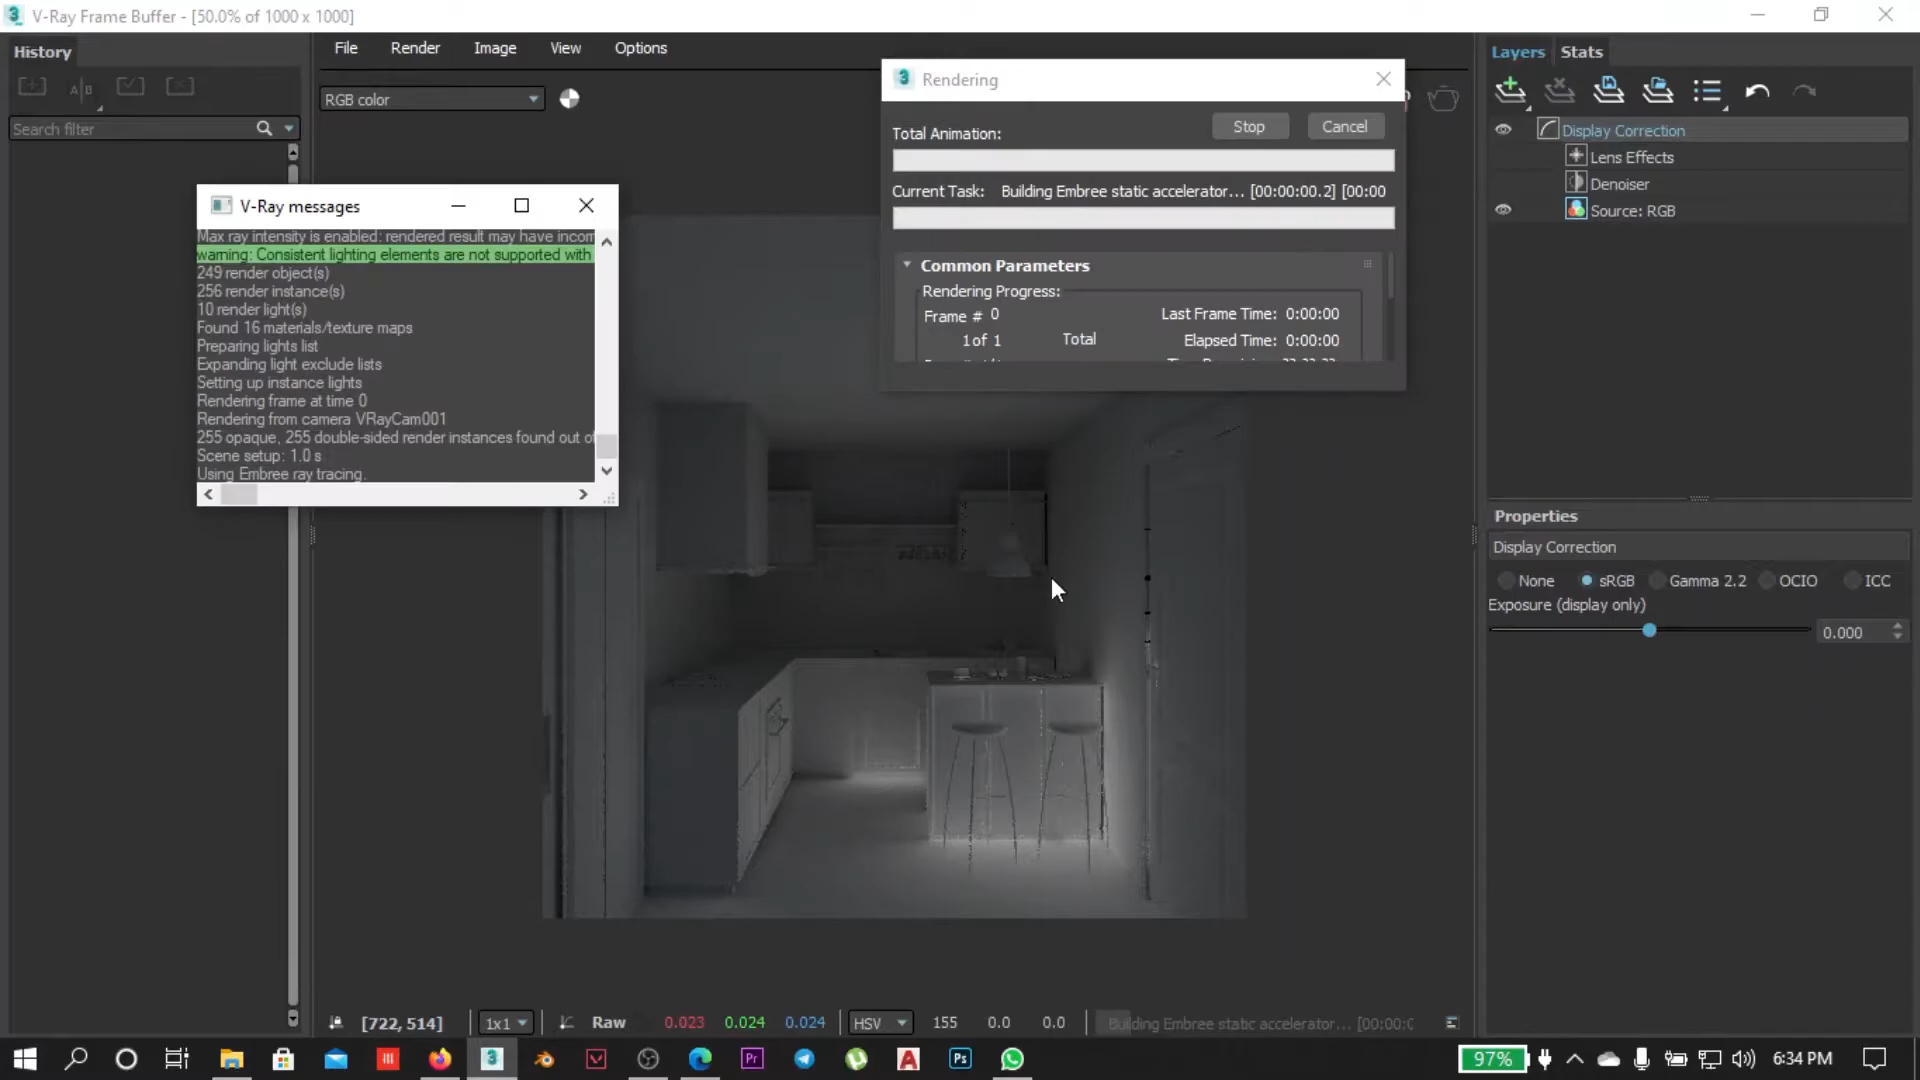 V-Ray Frame Buffer - [50.0% of 1000 x 1000]
History
File Render Image View Options
Layers Stats
Search filter
RGB color
Rendering
Total Animation:
Stop Cancel
Current Task: Building Embree static accelerator... [00:00:00.2] [00:00
Common Parameters
Rendering Progress:
Frame # 0
Last Frame Time: 0:00:00
1 of 1 Total
Elapsed Time: 0:00:00
V-Ray messages
Max ray intensity is enabled: rendered result may have incor
warning: Consistent lighting elements are not supported with
249 render object(s)
256 render instance(s)
10 render light(s)
Found 16 materials/texture maps
Preparing lights list
Expanding light exclude lists
Setting up instance lights
Rendering frame at time 0
Rendering from camera VRayCam001
255 opaque, 255 double-sided render instances found out of
Scene setup: 1.0 s
Using Embree ray tracing.
Display Correction
Lens Effects
Denoiser
Source: RGB
Properties
Display Correction
None sRGB Gamma 2.2 OCIO ICC
Exposure (display only)
0.000
[722, 514] 1x1 Raw 0.023 0.024 0.024 HSV 155 0.0 0.0 Building Embree static accelerator... [00:00:0
97% 6:34 PM